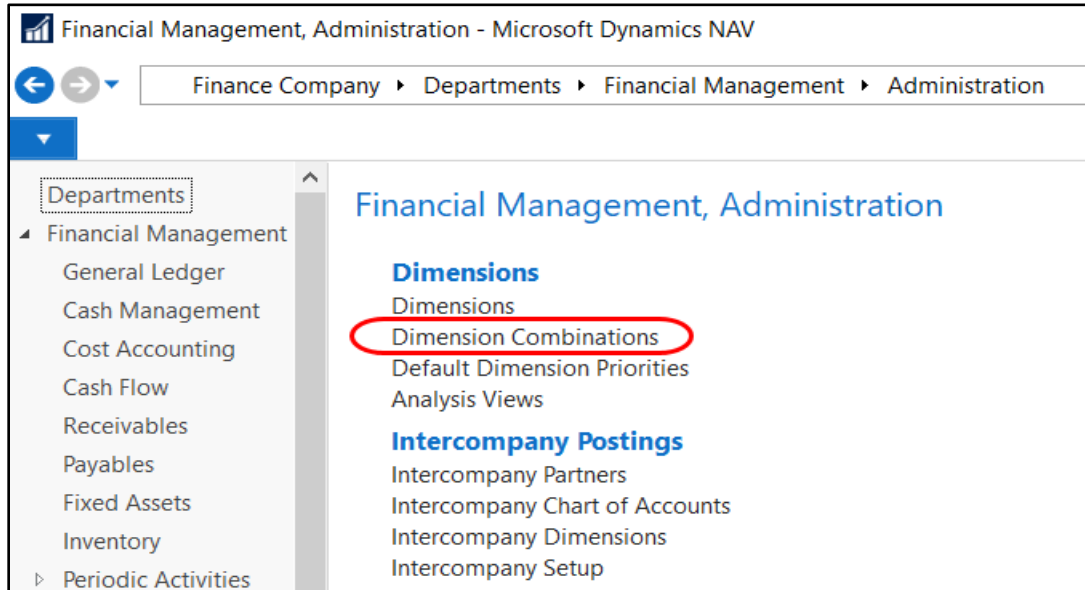 Financial Management, Administration - Microsoft Dynamics NAV
Finance Company ▸ Departments ▸ Financial Management ▸ Administration
Departments
Financial Management
General Ledger
Cash Management
Cost Accounting
Cash Flow
Receivables
Payables
Fixed Assets
Inventory
Periodic Activities
Financial Management, Administration
Dimensions
Dimensions
Dimension Combinations
Default Dimension Priorities
Analysis Views
Intercompany Postings
Intercompany Partners
Intercompany Chart of Accounts
Intercompany Dimensions
Intercompany Setup